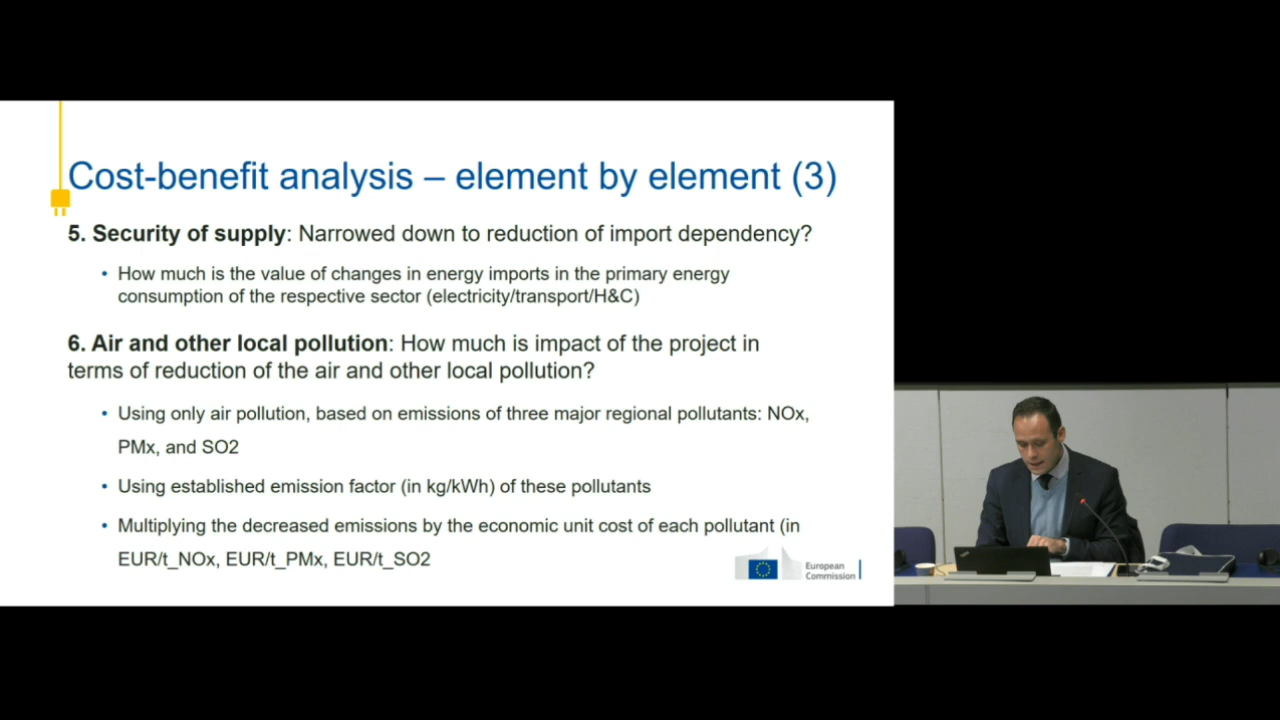 Cost-benefit analysis – element by element (3)
5. Security of supply: Narrowed down to reduction of import dependency?
• How much is the value of changes in energy imports in the primary energy
consumption of the respective sector (electricity/transport/H&C)
6. Air and other local pollution: How much is impact of the project in
terms of reduction of the air and other local pollution?
• Using only air pollution, based on emissions of three major regional pollutants: NOx,
PMx, and SO2
• Using established emission factor (in kg/kWh) of these pollutants
• Multiplying the decreased emissions by the economic unit cost of each pollutant (in
EUR/t_NOx, EUR/t_PMx, EUR/t_SO2
European
Commission